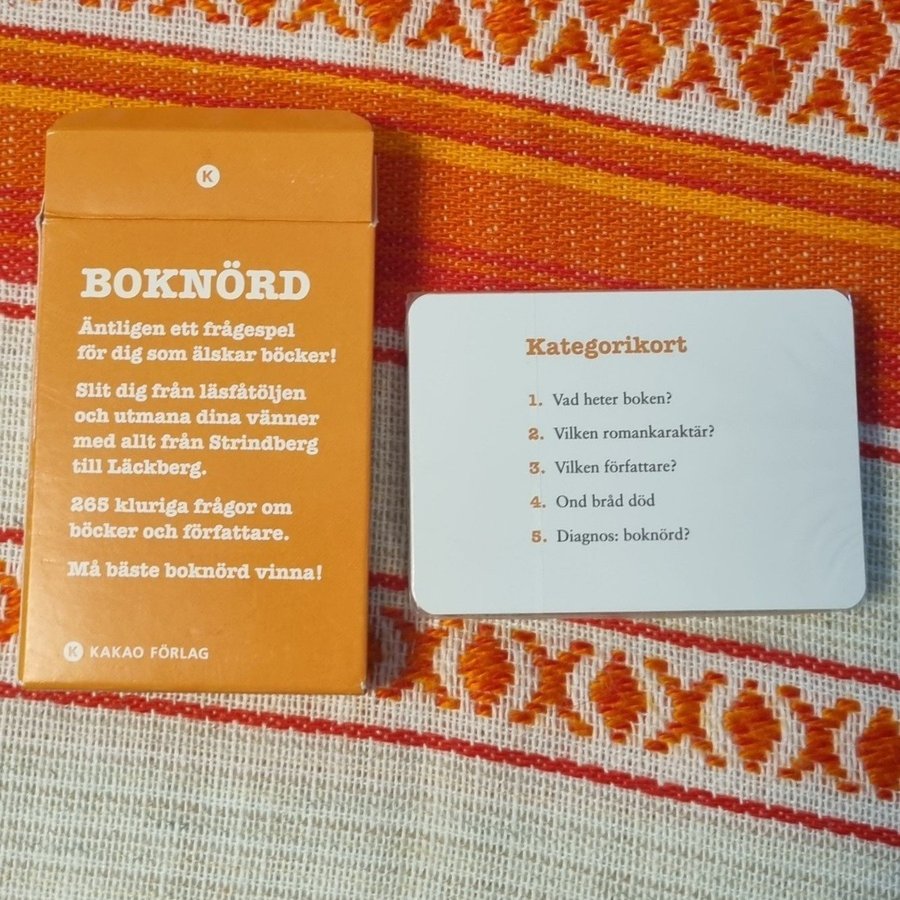 K
BOKNÖRD
Äntligen ett frågespel
för dig som älskar böcker!
Slit dig från läsfåtöljen
och utmana dina vänner
med allt från Strindberg
till Läckberg.
265 kluriga frågor om
böcker och författare.
Må bäste boknörd vinna!
K KAKAO FÖRLAG
Kategorikort
1. Vad heter boken?
2. Vilken romankaraktär?
3. Vilken författare?
4. Ond bråd död
5. Diagnos: boknörd?